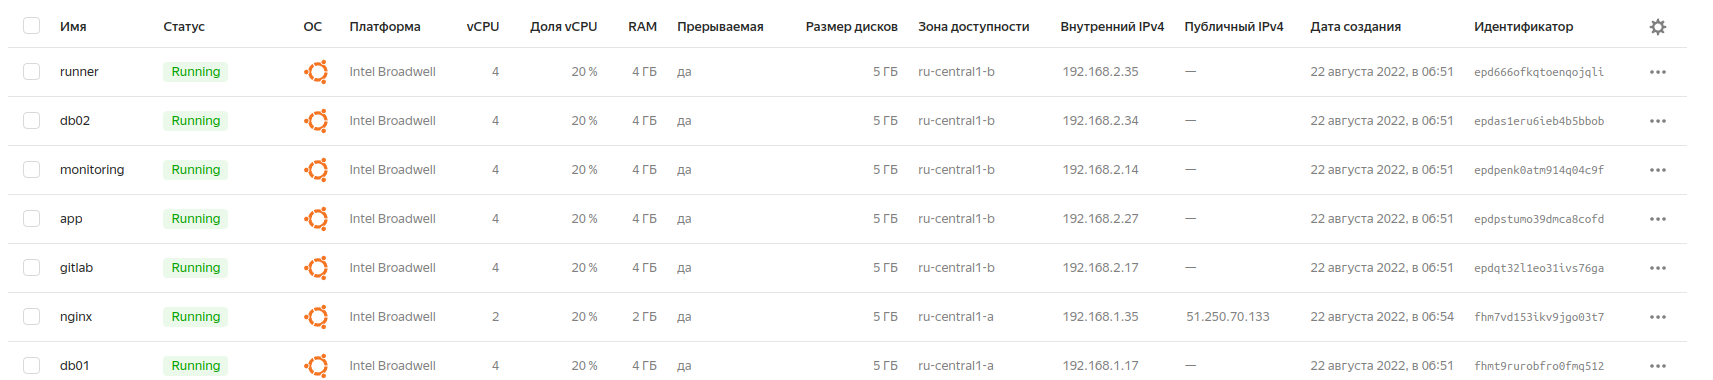 Имя Статус ОС Платформа vCPU Доля vCPU RAM Прерываемая Размер дисков Зона доступности Внутренний IPv4 Публичный IPv4 Дата создания Идентификатор
runner Running Intel Broadwell 4 20 % 4 ГБ да 5 ГБ ru-central1-b 192.168.2.35 — 22 августа 2022, в 06:51 epd666ofkqtoenqojqli
db02 Running Intel Broadwell 4 20 % 4 ГБ да 5 ГБ ru-central1-b 192.168.2.34 — 22 августа 2022, в 06:51 epdas1eru6ieb4b5bbob
monitoring Running Intel Broadwell 4 20 % 4 ГБ да 5 ГБ ru-central1-b 192.168.2.14 — 22 августа 2022, в 06:51 epdpenk0atm914q04c9f
app Running Intel Broadwell 4 20 % 4 ГБ да 5 ГБ ru-central1-b 192.168.2.27 — 22 августа 2022, в 06:51 epdpstumo39dmca8cofd
gitlab Running Intel Broadwell 4 20 % 4 ГБ да 5 ГБ ru-central1-b 192.168.2.17 — 22 августа 2022, в 06:51 epdqt32l1eo31ivs76ga
nginx Running Intel Broadwell 2 20 % 2 ГБ да 5 ГБ ru-central1-a 192.168.1.35 51.250.70.133 22 августа 2022, в 06:54 fhm7vd153ikv9jgo03t7
db01 Running Intel Broadwell 4 20 % 4 ГБ да 5 ГБ ru-central1-a 192.168.1.17 — 22 августа 2022, в 06:51 fhmt9rurobfro0fmq512